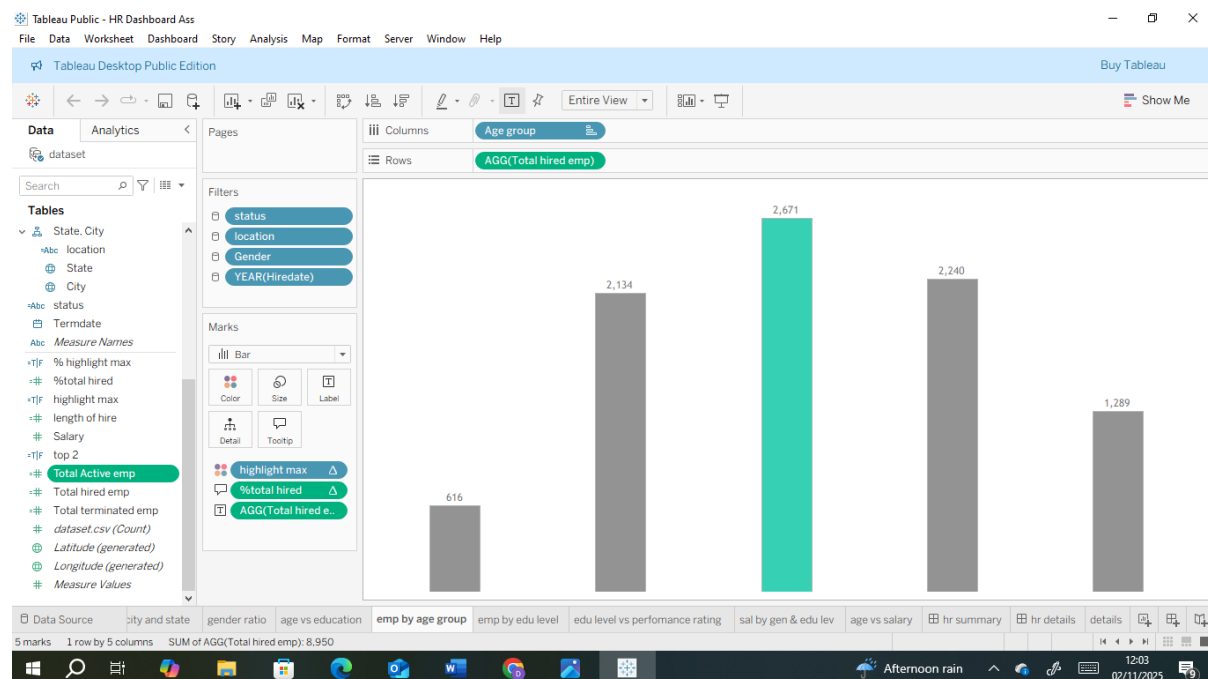 Tableau Public - HR Dashboard Ass
File Data Worksheet Dashboard Story Analysis Map Format Server Window Help
Tableau Desktop Public Edition Buy Tableau
Entire View Show Me
Data Analytics
dataset
Search
Tables
State, City
Abc location
State
City
Abc status
Termdate
Abc Measure Names
T|F % highlight max
# %total hired
T|F highlight max
# length of hire
# Salary
T|F top 2
# Total Active emp
# Total hired emp
# Total terminated emp
# dataset.csv (Count)
Latitude (generated)
Longitude (generated)
# Measure Values
Pages
Filters
status
location
Gender
YEAR(Hiredate)
Marks
Bar
Color Size Label
Detail Tooltip
highlight max
%total hired
AGG(Total hired e..
Columns Age group
Rows AGG(Total hired emp)
616
2,134
2,671
2,240
1,289
Data Source city and state gender ratio age vs education emp by age group emp by edu level edu level vs perfomance rating sal by gen & edu lev age vs salary hr summary hr details details
5 marks 1 row by 5 columns SUM of AGG(Total hired emp): 8,950
Afternoon rain 12:03
02/11/2025 9